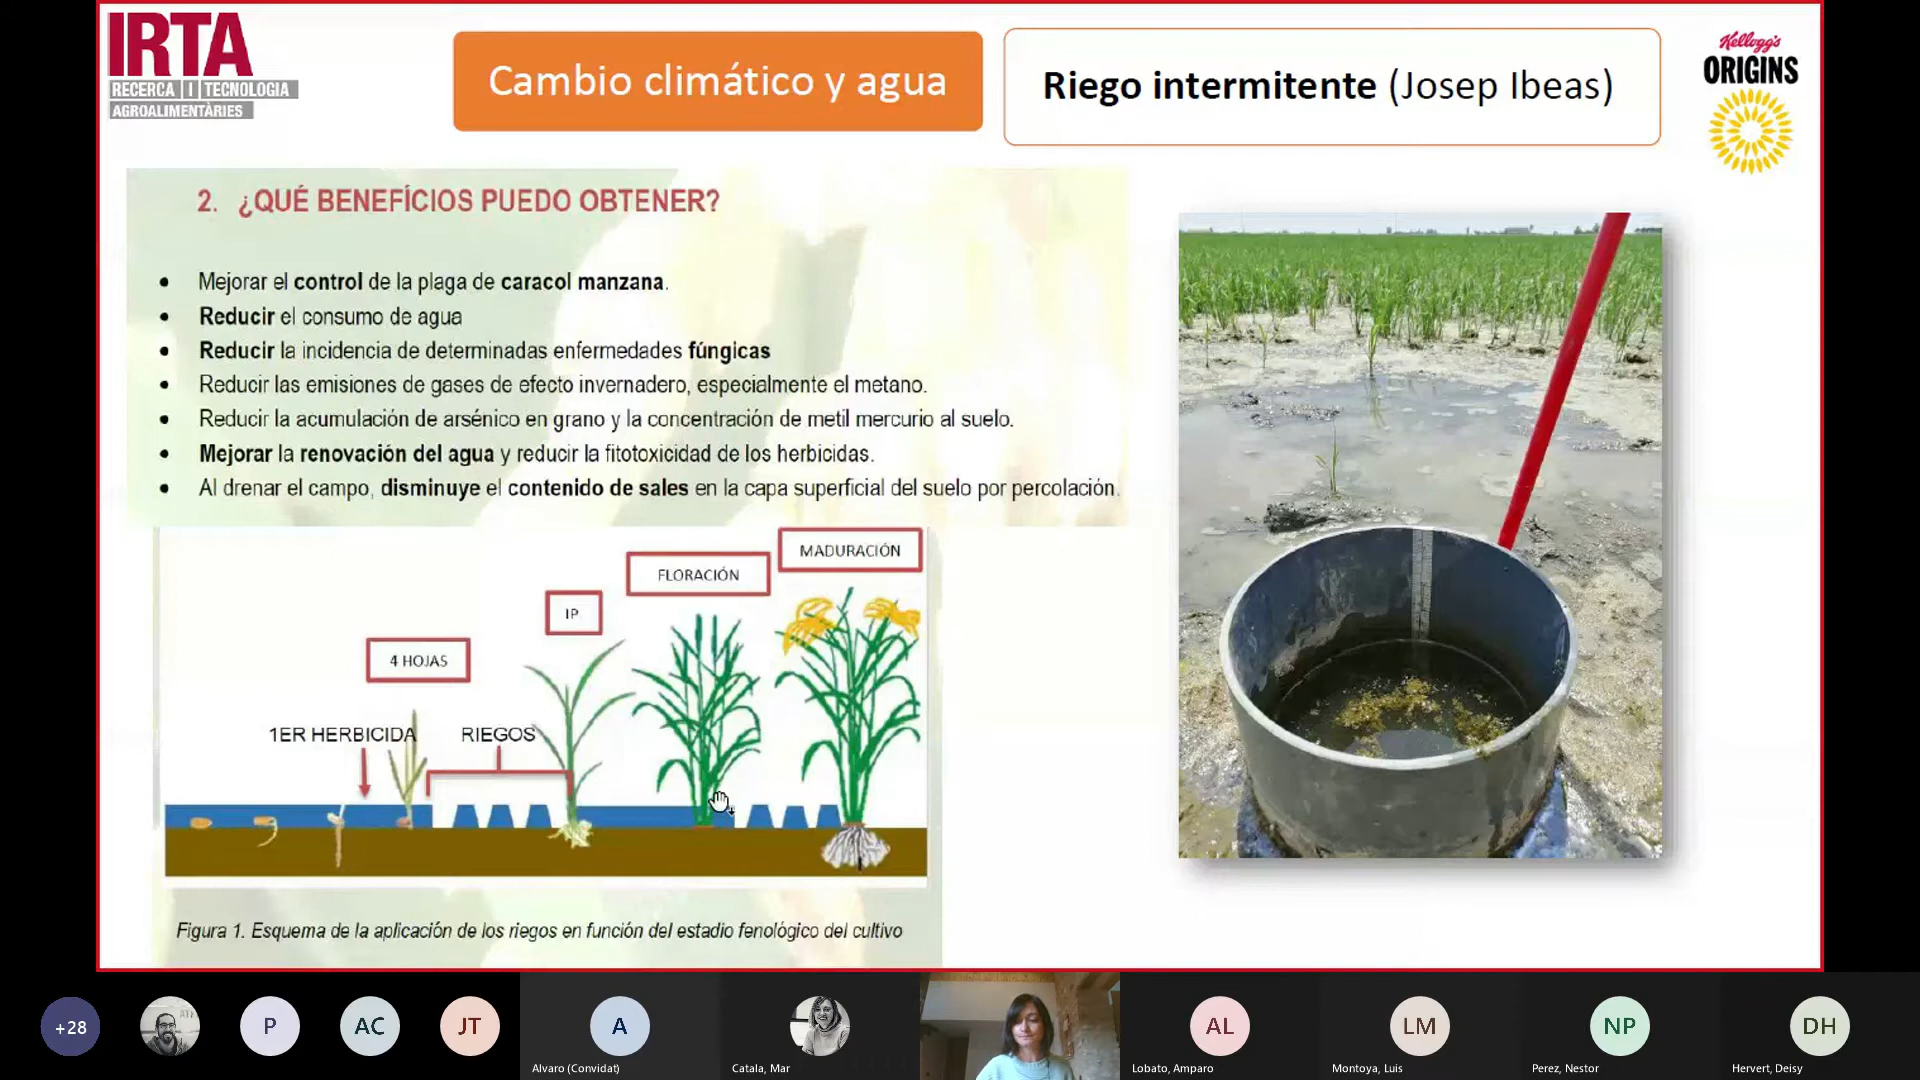 IRTA
RECERCA | I | TECNOLOGIA
AGROALIMENTÀRIES
Cambio climático y agua
Riego intermitente (Josep Ibeas)
Kellogg's
ORIGINS
2. ¿QUÉ BENEFÍCIOS PUEDO OBTENER?
• Mejorar el control de la plaga de caracol manzana.
• Reducir el consumo de agua
• Reducir la incidencia de determinadas enfermedades fúngicas
• Reducir las emisiones de gases de efecto invernadero, especialmente el metano.
• Reducir la acumulación de arsénico en grano y la concentración de metil mercurio al suelo.
• Mejorar la renovación del agua y reducir la fitotoxicidad de los herbicidas.
• Al drenar el campo, disminuye el contenido de sales en la capa superficial del suelo por percolación.
MADURACIÓN
FLORACIÓN
IP
4 HOJAS
1ER HERBICIDA
RIEGOS
Figura 1. Esquema de la aplicación de los riegos en función del estadio fenológico del cultivo
+28
P
AC
JT
A
AL
LM
NP
DH
Alvaro (Convidat)
Catala, Mar
Lobato, Amparo
Montoya, Luis
Perez, Nestor
Hervert, Deisy